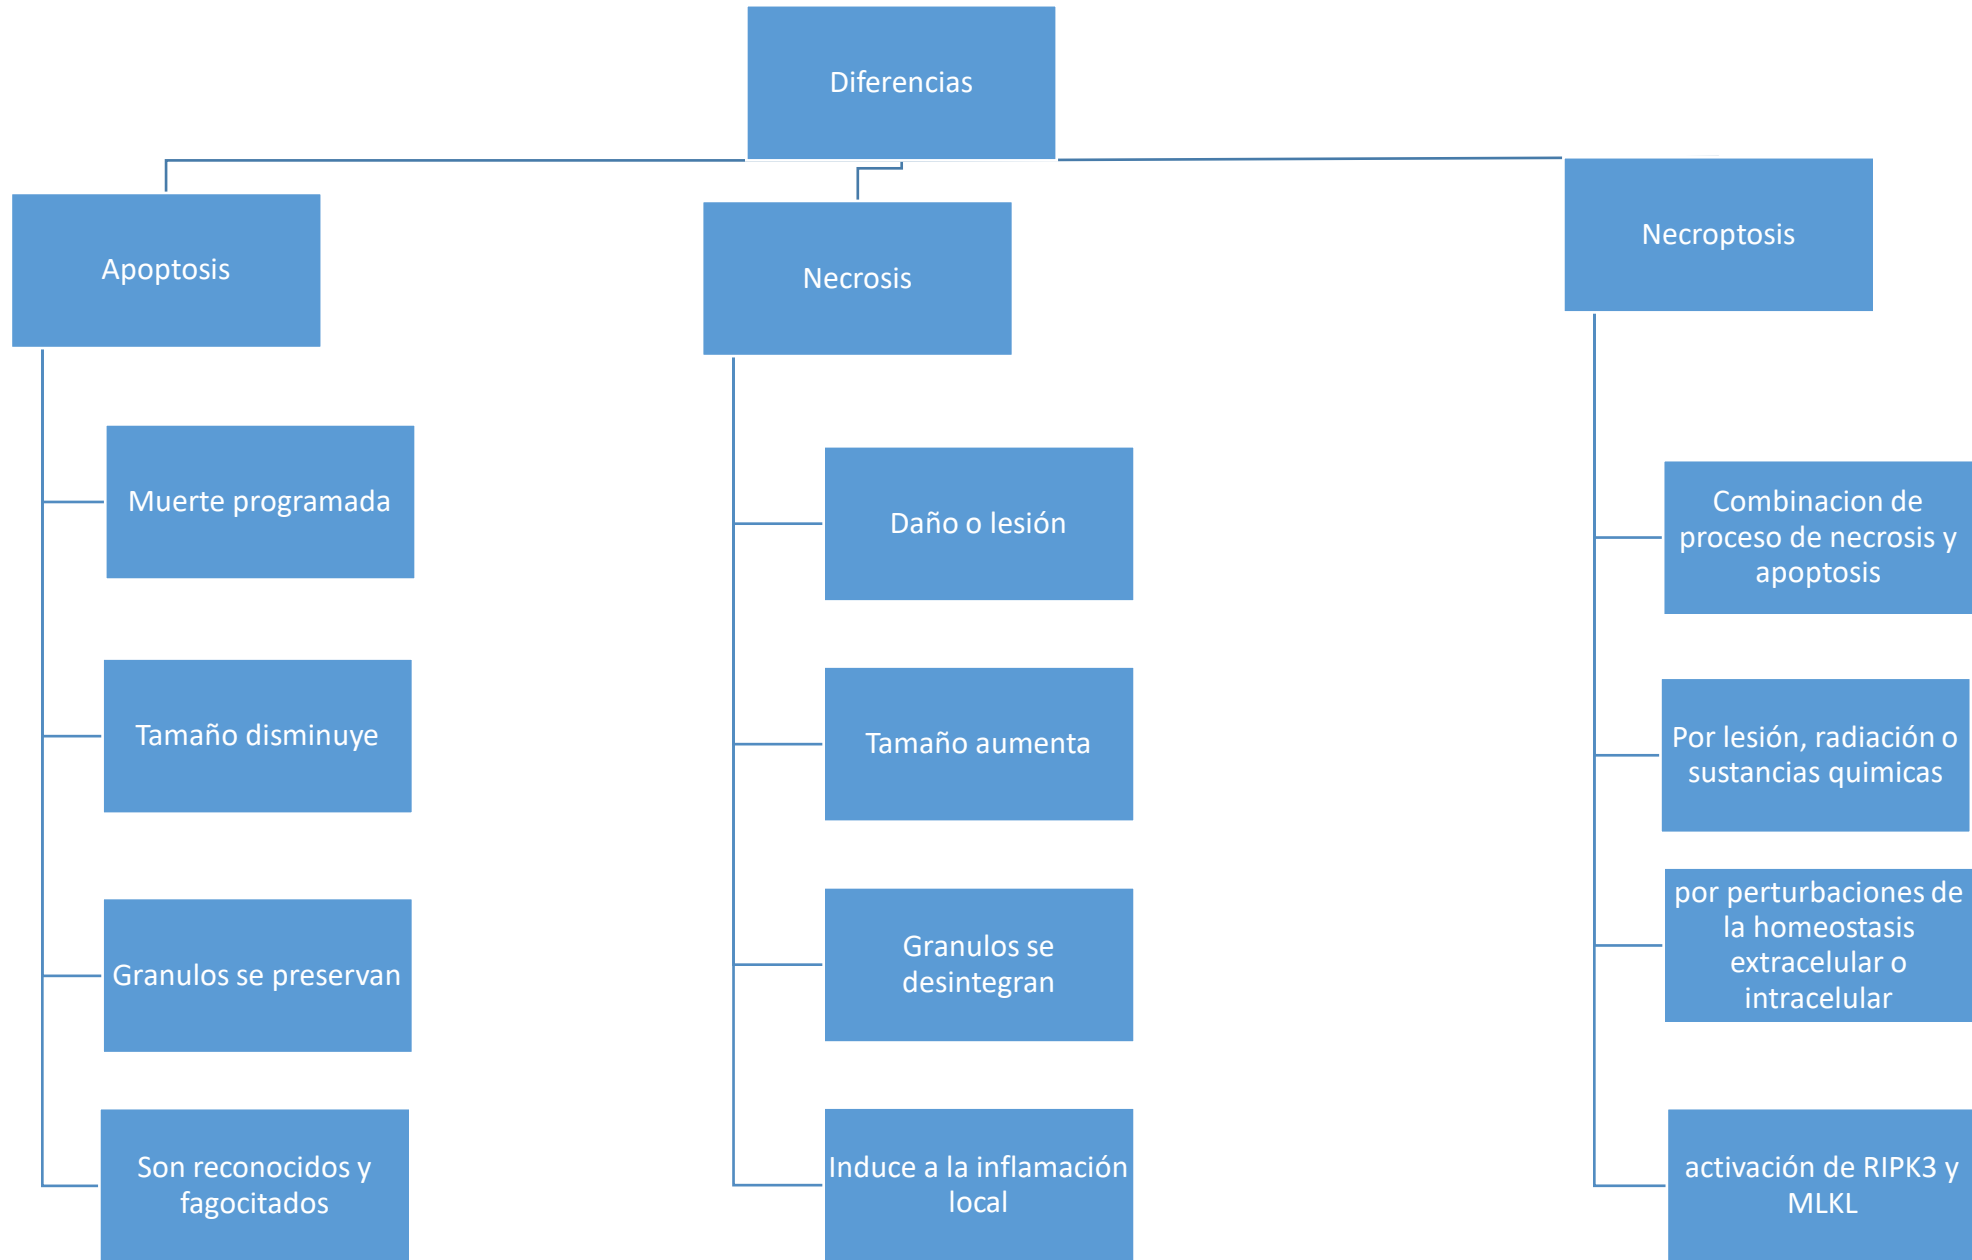 Diferencias
Apoptosis
Muerte programada
Tamaño disminuye
Granulos se preservan
Son reconocidos y
fagocitados
Necrosis
Daño o lesión
Tamaño aumenta
Granulos se
desintegran
Induce a la inflamación
local
Necroptosis
Combinacion de
proceso de necrosis y
apoptosis
Por lesión, radiación o
sustancias quimicas
por perturbaciones de
la homeostasis
extracelular o
intracelular
activación de RIPK3 y
MLKL